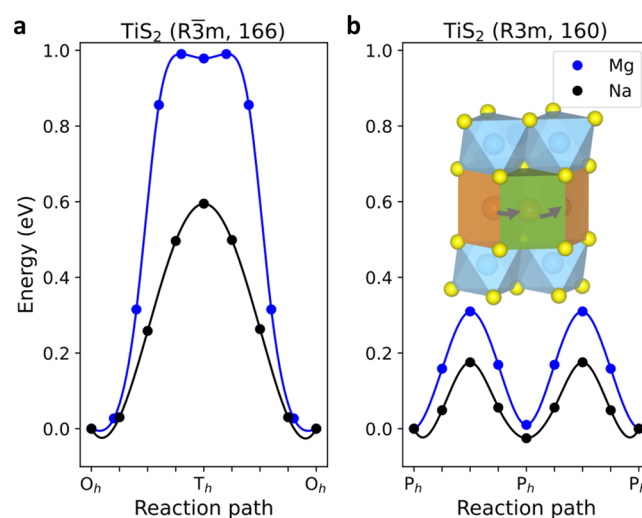 a
TiS₂ (R3̅m, 166)
1.0
0.8
0.6
0.4
0.2
0.0
Energy (eV)
Oₕ
Tₕ
Oₕ
Reaction path
b
TiS₂ (R3m, 160)
Mg
Na
1.0
0.8
0.6
0.4
0.2
0.0
Pₕ
Pₕ
Pₕ
Reaction path